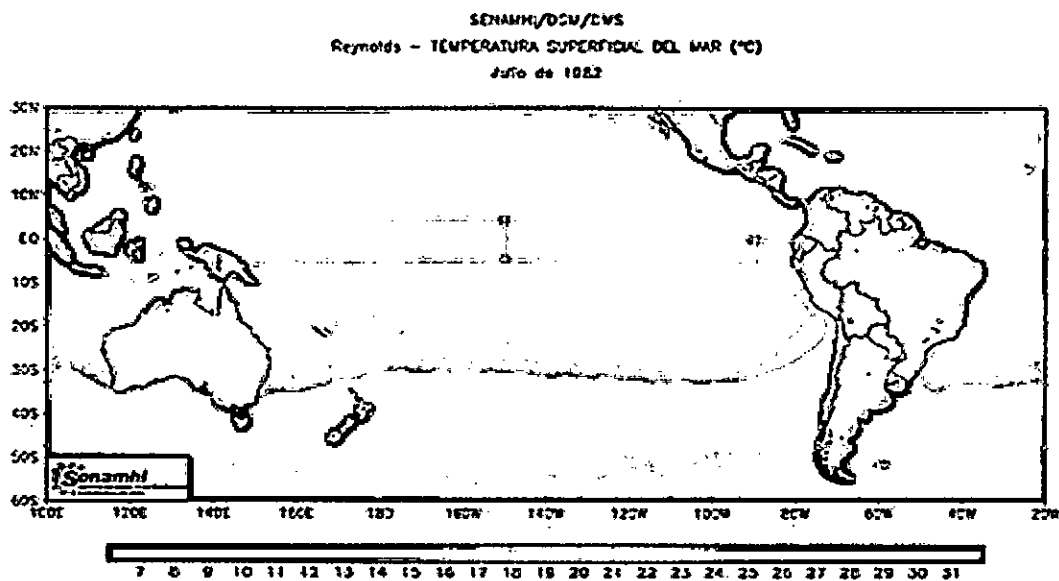 SENAMHI/DGM/DMS
Reynolds - TEMPERATURA SUPERFICIAL DEL MAR (°C)
Julio de 1982
30N
20N
10N
EQ
10S
20S
30S
40S
50S
60S
Senamhi
100E 120E 140E 160E 180 160W 140W 120W 100W 80W 60W 40W 20W
7 8 9 10 11 12 13 14 15 16 17 18 19 20 21 22 23 24 25 26 27 28 29 30 31